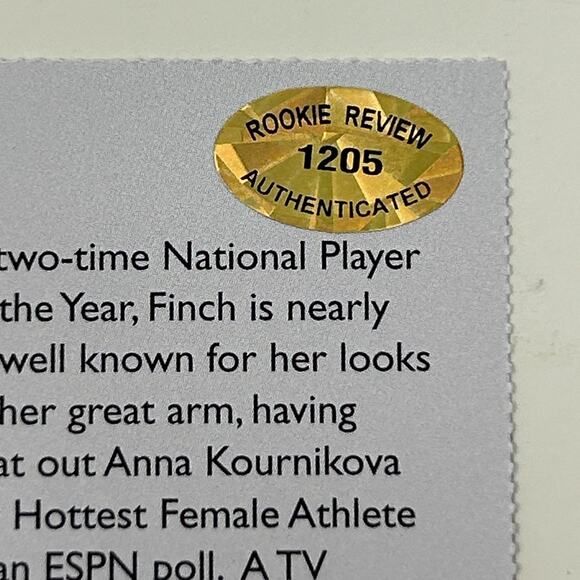 ROOKIE REVIEW
1205
AUTHENTICATED
two-time National Player
the Year, Finch is nearly
well known for her looks
her great arm, having
at out Anna Kournikova
Hottest Female Athlete
an ESPN poll. A TV